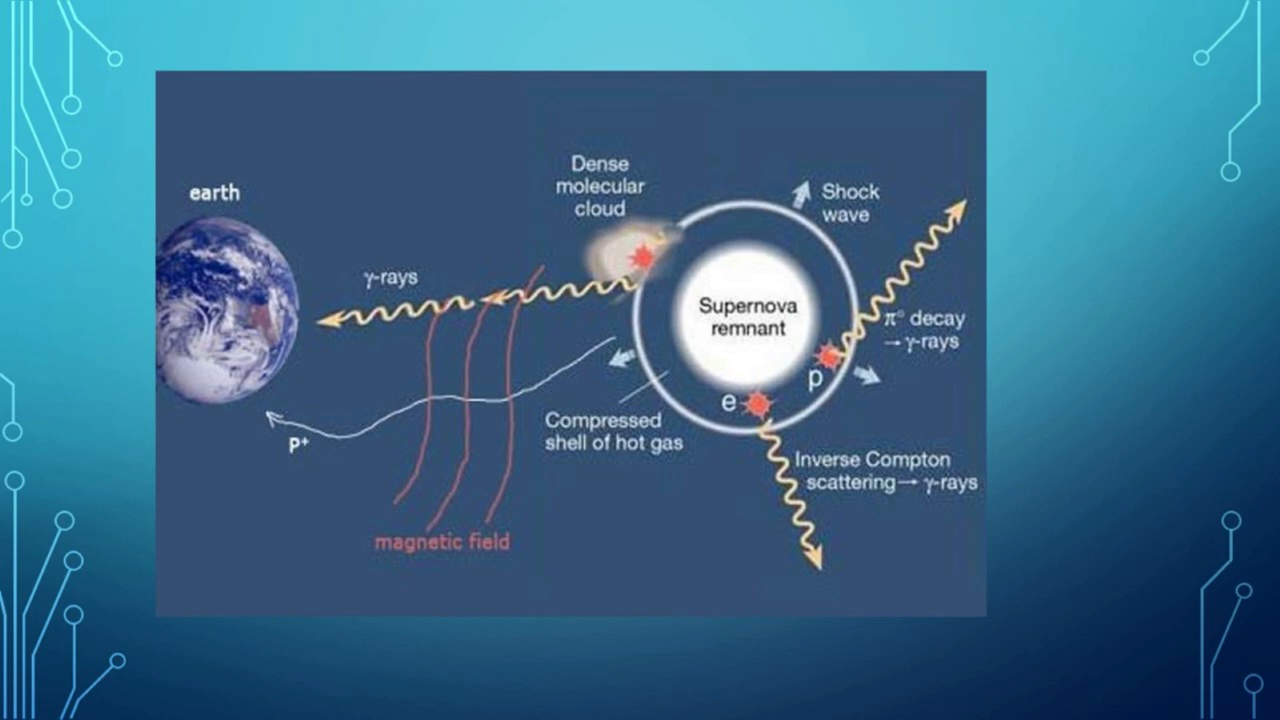 earth
Dense
molecular
cloud
Shock
wave
γ-rays
Supernova
remnant
π° decay
→ γ-rays
p
e
P+
Compressed
shell of hot gas
Inverse Compton
scattering→ γ-rays
magnetic field